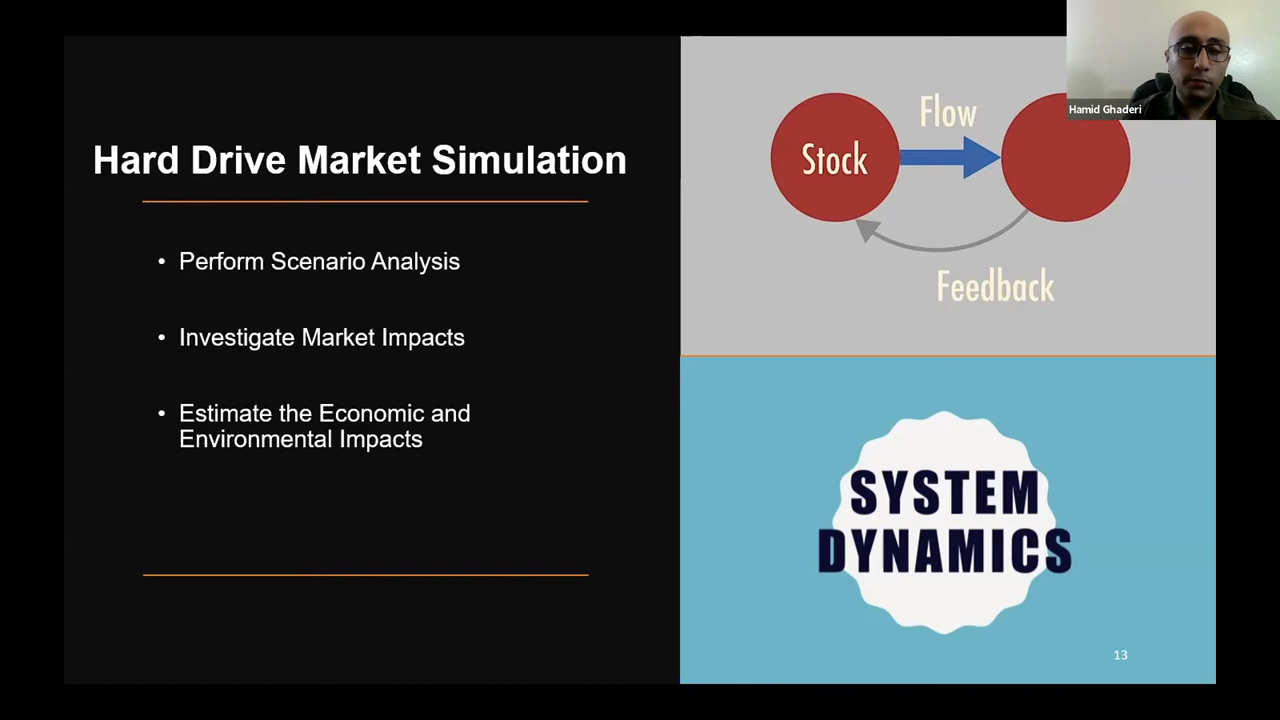 Hard Drive Market Simulation
• Perform Scenario Analysis
• Investigate Market Impacts
• Estimate the Economic and
Environmental Impacts
Stock
Flow
Feedback
SYSTEM
DYNAMICS
13
Hamid Ghaderi